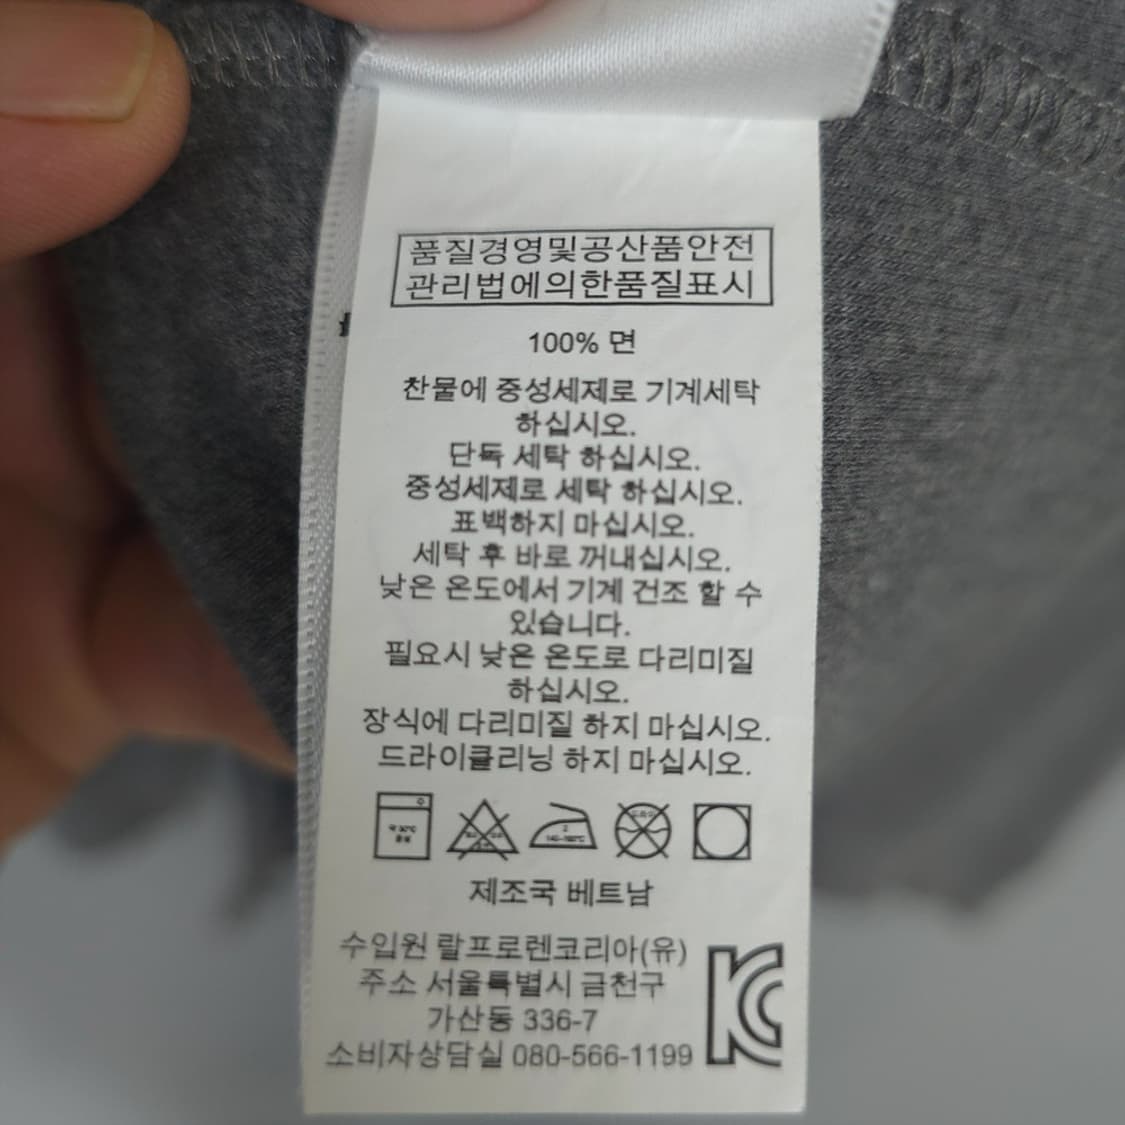 품질경영및공산품안전
관리법에의한품질표시
100% 면
찬물에 중성세제로 기계세탁
하십시오.
단독 세탁 하십시오.
중성세제로 세탁 하십시오.
표백하지 마십시오.
세탁 후 바로 꺼내십시오.
낮은 온도에서 기계 건조 할 수
있습니다.
필요시 낮은 온도로 다리미질
하십시오.
장식에 다리미질 하지 마십시오.
드라이클리닝 하지 마십시오.
제조국 베트남
수입원 랄프로렌코리아(유)
주소 서울특별시 금천구
가산동 336-7
소비자상담실 080-566-1199